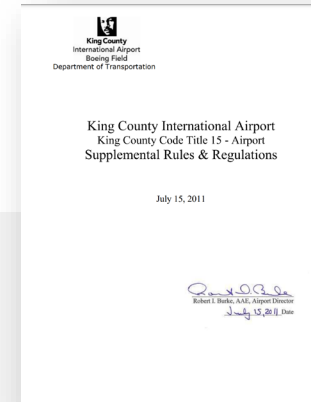 King County
International Airport
Boeing Field
Department of Transportation
King County International Airport
King County Code Title 15 - Airport
Supplemental Rules & Regulations
July 15, 2011
Robert I. Burke, AAE, Airport Director
July 15, 2011 Date